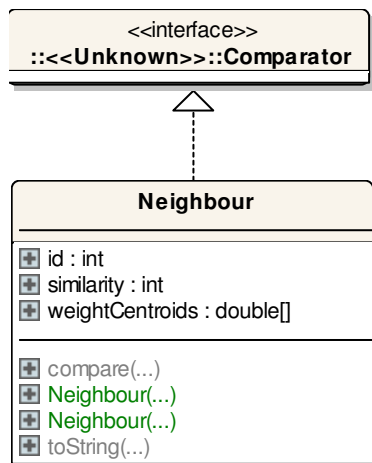 <<interface>>
::<<Unknown>>::Comparator
Neighbour
id : int
similarity : int
weightCentroids : double[]
compare(...)
Neighbour(...)
Neighbour(...)
toString(...)